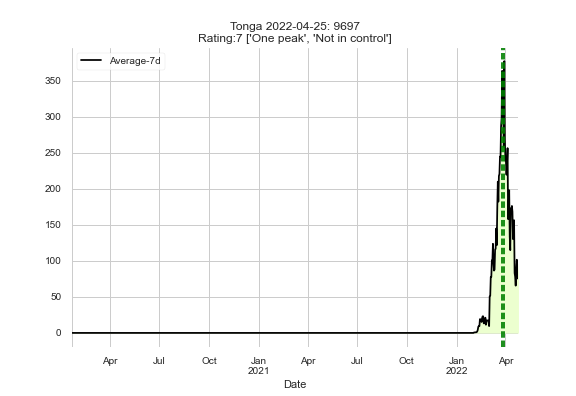 Tonga 2022-04-25: 9697
Rating:7 ['One peak', 'Not in control']
Average-7d
350
300
250
200
150
100
50
0
Apr Jul Oct Jan Apr Jul Oct Jan Apr
2021 2022
Date